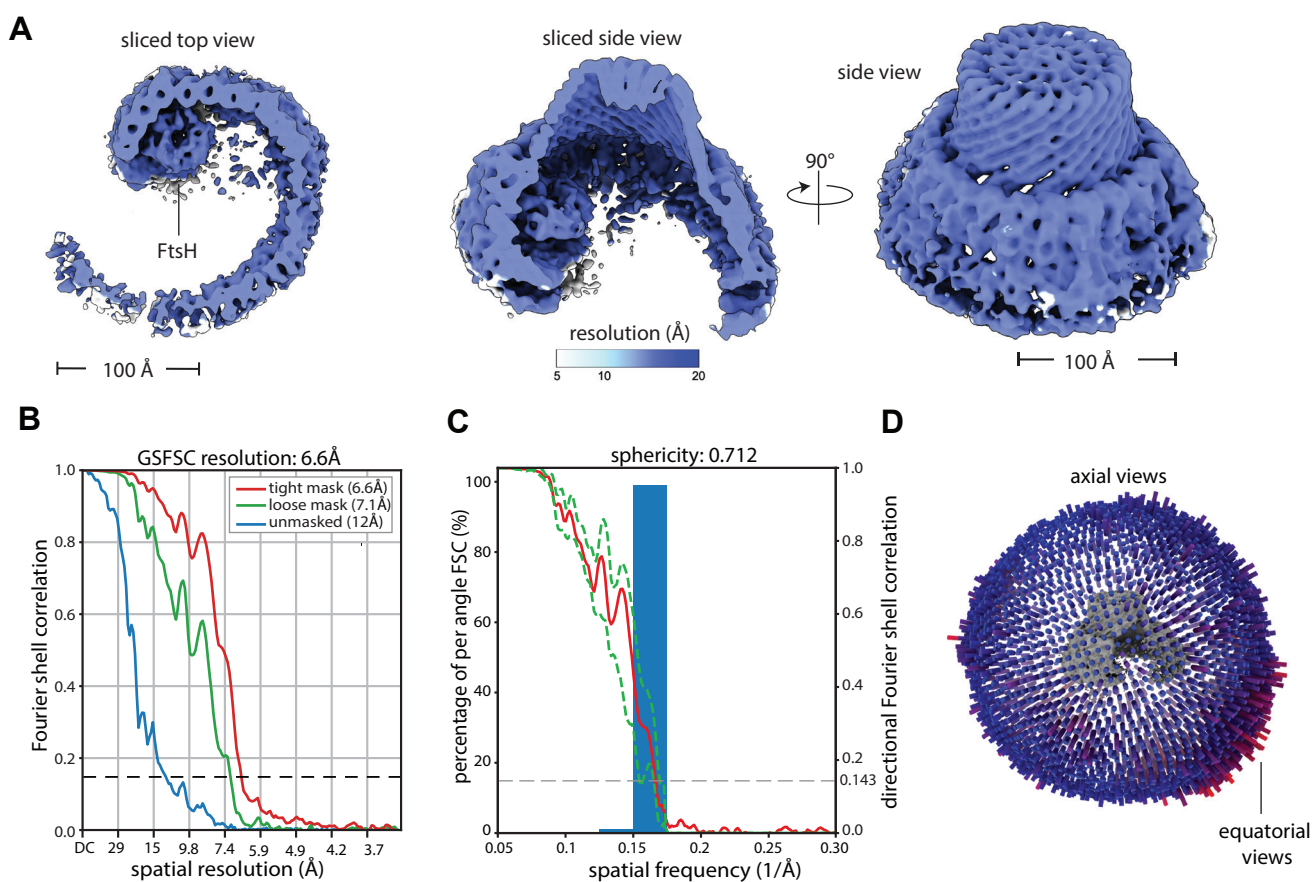 A
sliced top view
FtsH
100 Å
sliced side view
resolution (Å)
5 10 20
side view
90°
100 Å
B
GSFSC resolution: 6.6Å
tight mask (6.6Å)
loose mask (7.1Å)
unmasked (12Å)
Fourier shell correlation
1.0
0.8
0.6
0.4
0.2
0.0
DC 29 15 9.8 7.4 5.9 4.9 4.2 3.7
spatial resolution (Å)
C
sphericity: 0.712
percentage of per angle FSC (%)
100
80
60
40
20
0
0.05 0.1 0.15 0.2 0.25 0.30
spatial frequency (1/Å)
1.0
0.8
0.6
0.4
0.2
0.143
0.0
directional Fourier shell correlation
D
axial views
equatorial
views